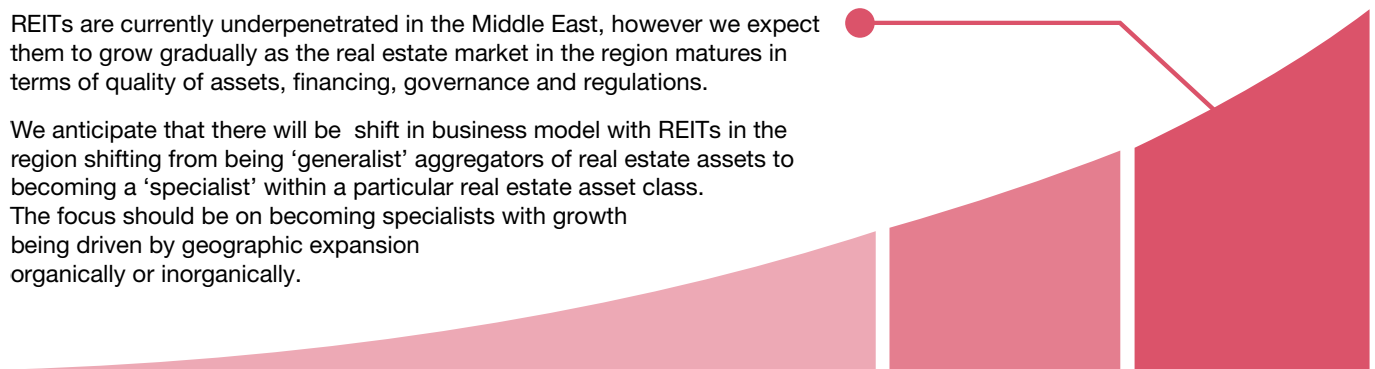 REITs are currently underpenetrated in the Middle East, however we expect
them to grow gradually as the real estate market in the region matures in
terms of quality of assets, financing, governance and regulations.
We anticipate that there will be  shift in business model with REITs in the
region shifting from being ‘generalist’ aggregators of real estate assets to
becoming a ‘specialist’ within a particular real estate asset class.
The focus should be on becoming specialists with growth
being driven by geographic expansion
organically or inorganically.